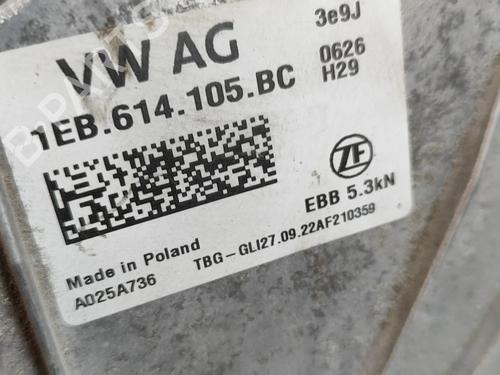 VW AG
3e9J
1EB.614.105.BC
0626
H29
ZF
EBB 5.3kN
Made in Poland
TBG-GLI27.09.22AF210359
A025A736
B-PARTS